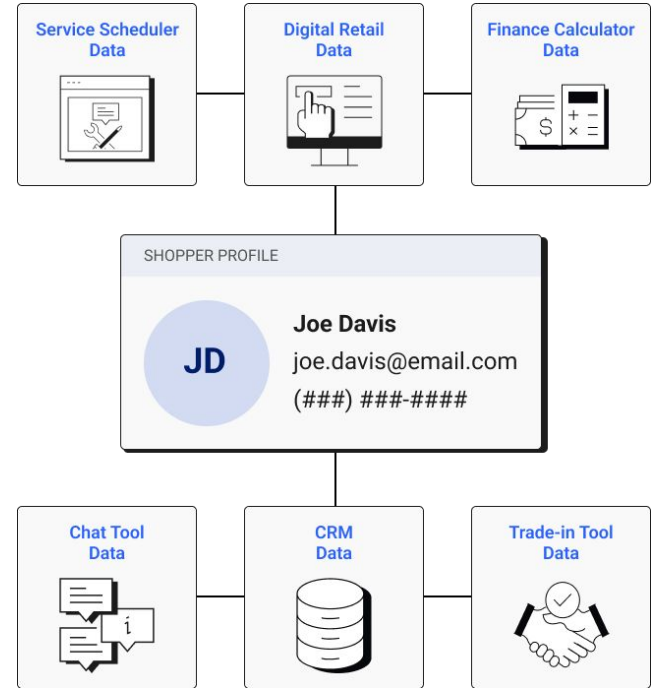 Service Scheduler
Data
Digital Retail
Data
Finance Calculator
Data
$
+ −
× =
SHOPPER PROFILE
JD
Joe Davis
joe.davis@email.com
(###) ###-####
Chat Tool
Data
i
CRM
Data
Trade-in Tool
Data